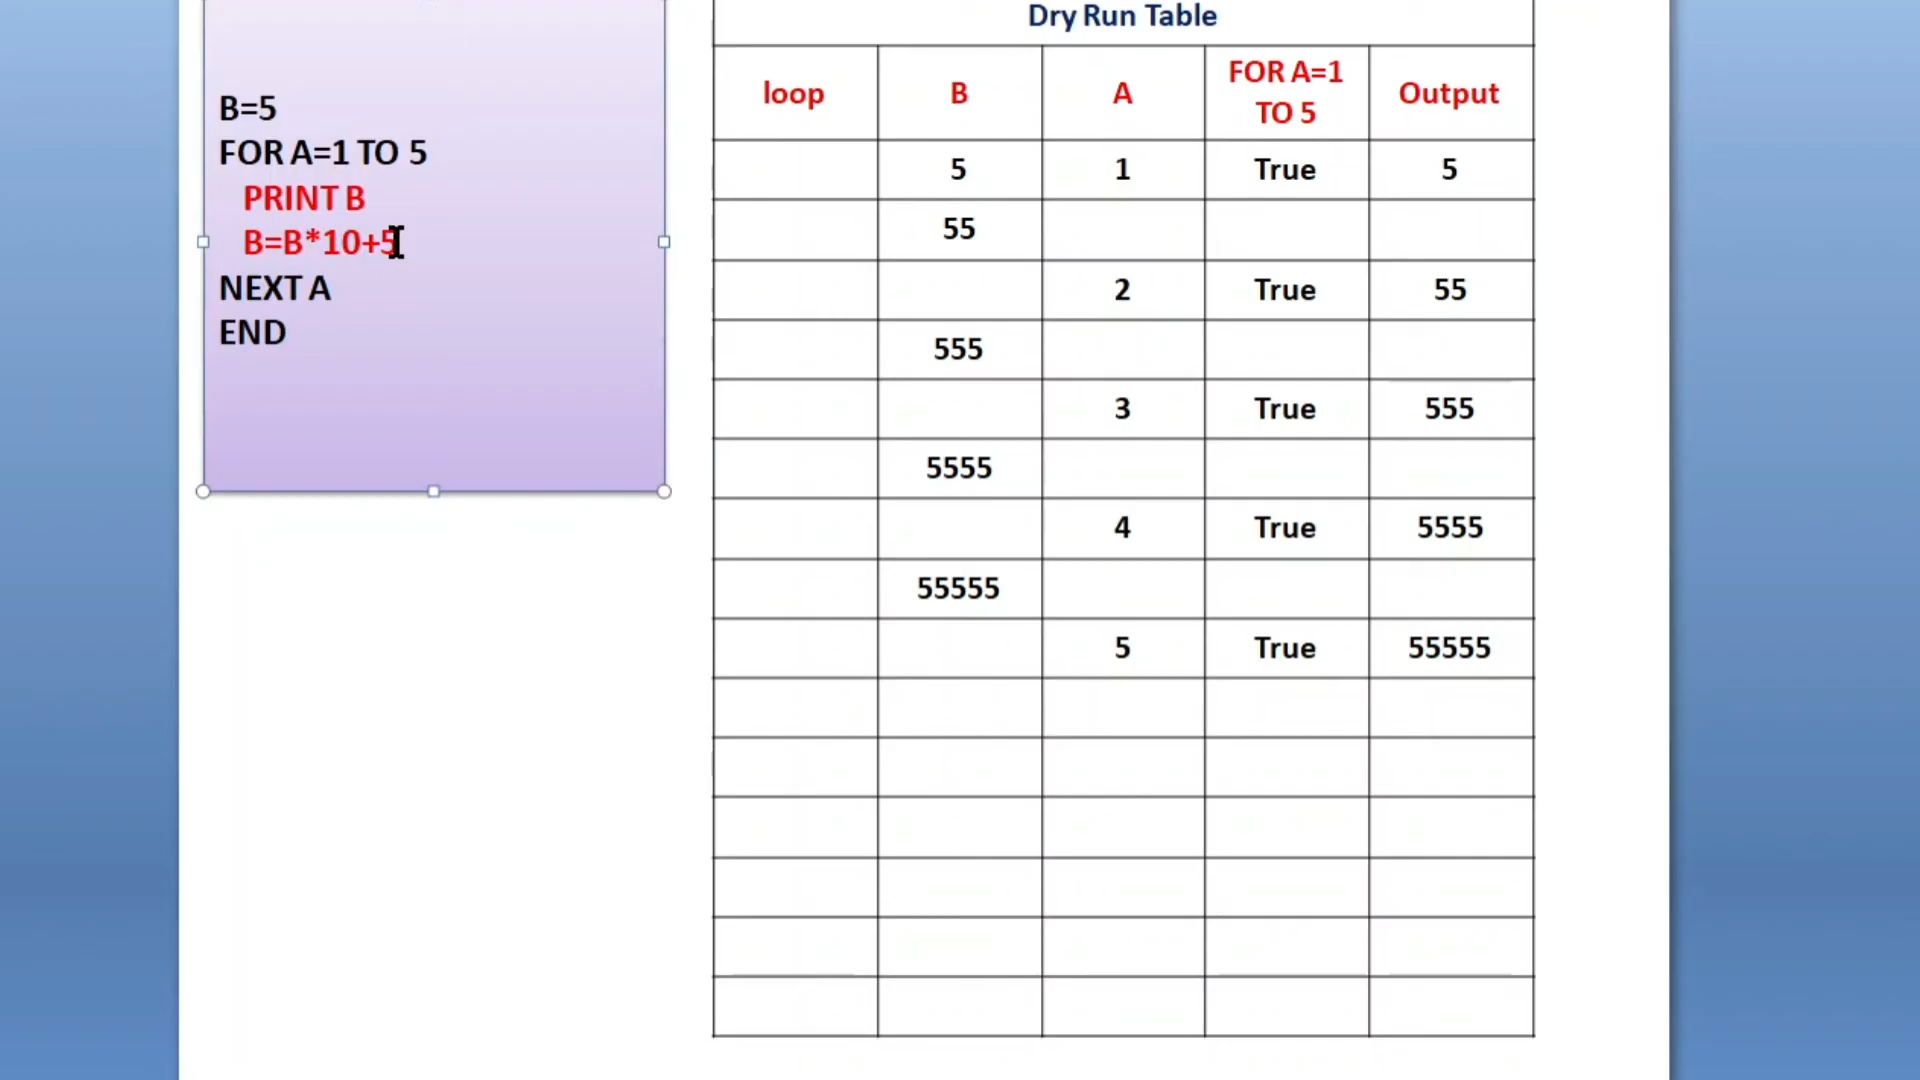 B=5
FOR A=1 TO 5
PRINT B
B=B*10+5
NEXT A
END
Dry Run Table
loop B A FOR A=1 TO 5 Output
5 1 True 5
55
2 True 55
555
3 True 555
5555
4 True 5555
55555
5 True 55555